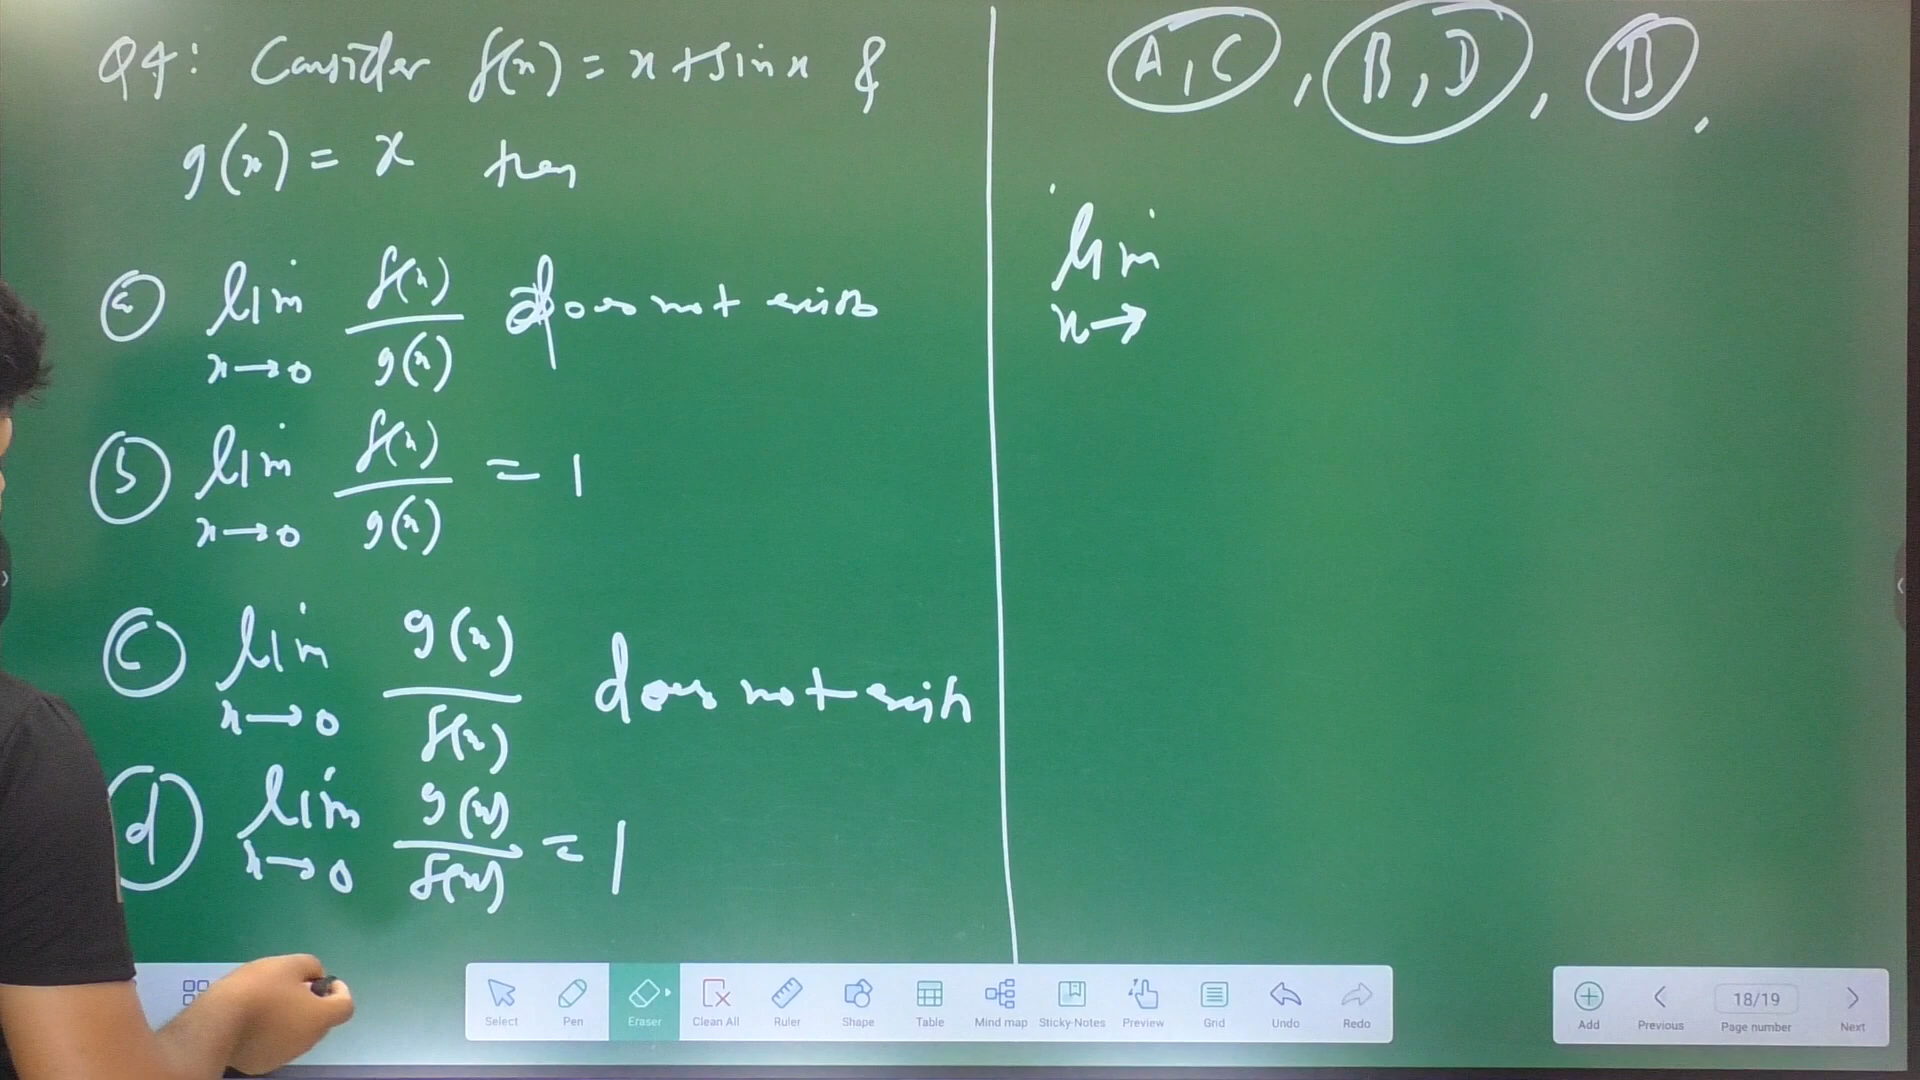 Q4: Consider f(x) = x + sin x &
g(x) = x then
a lim x→0 f(x)/g(x) does not exist
b lim x→0 f(x)/g(x) = 1
c lim x→0 g(x)/f(x) does not exist
d lim x→0 g(x)/f(x) = 1
A, C , B, D , B ,
lim
x→
Select Pen Eraser Clean All Ruler Shape Table Mind map Sticky-Notes Preview Grid Undo Redo
Add Previous 18/19 Page number Next